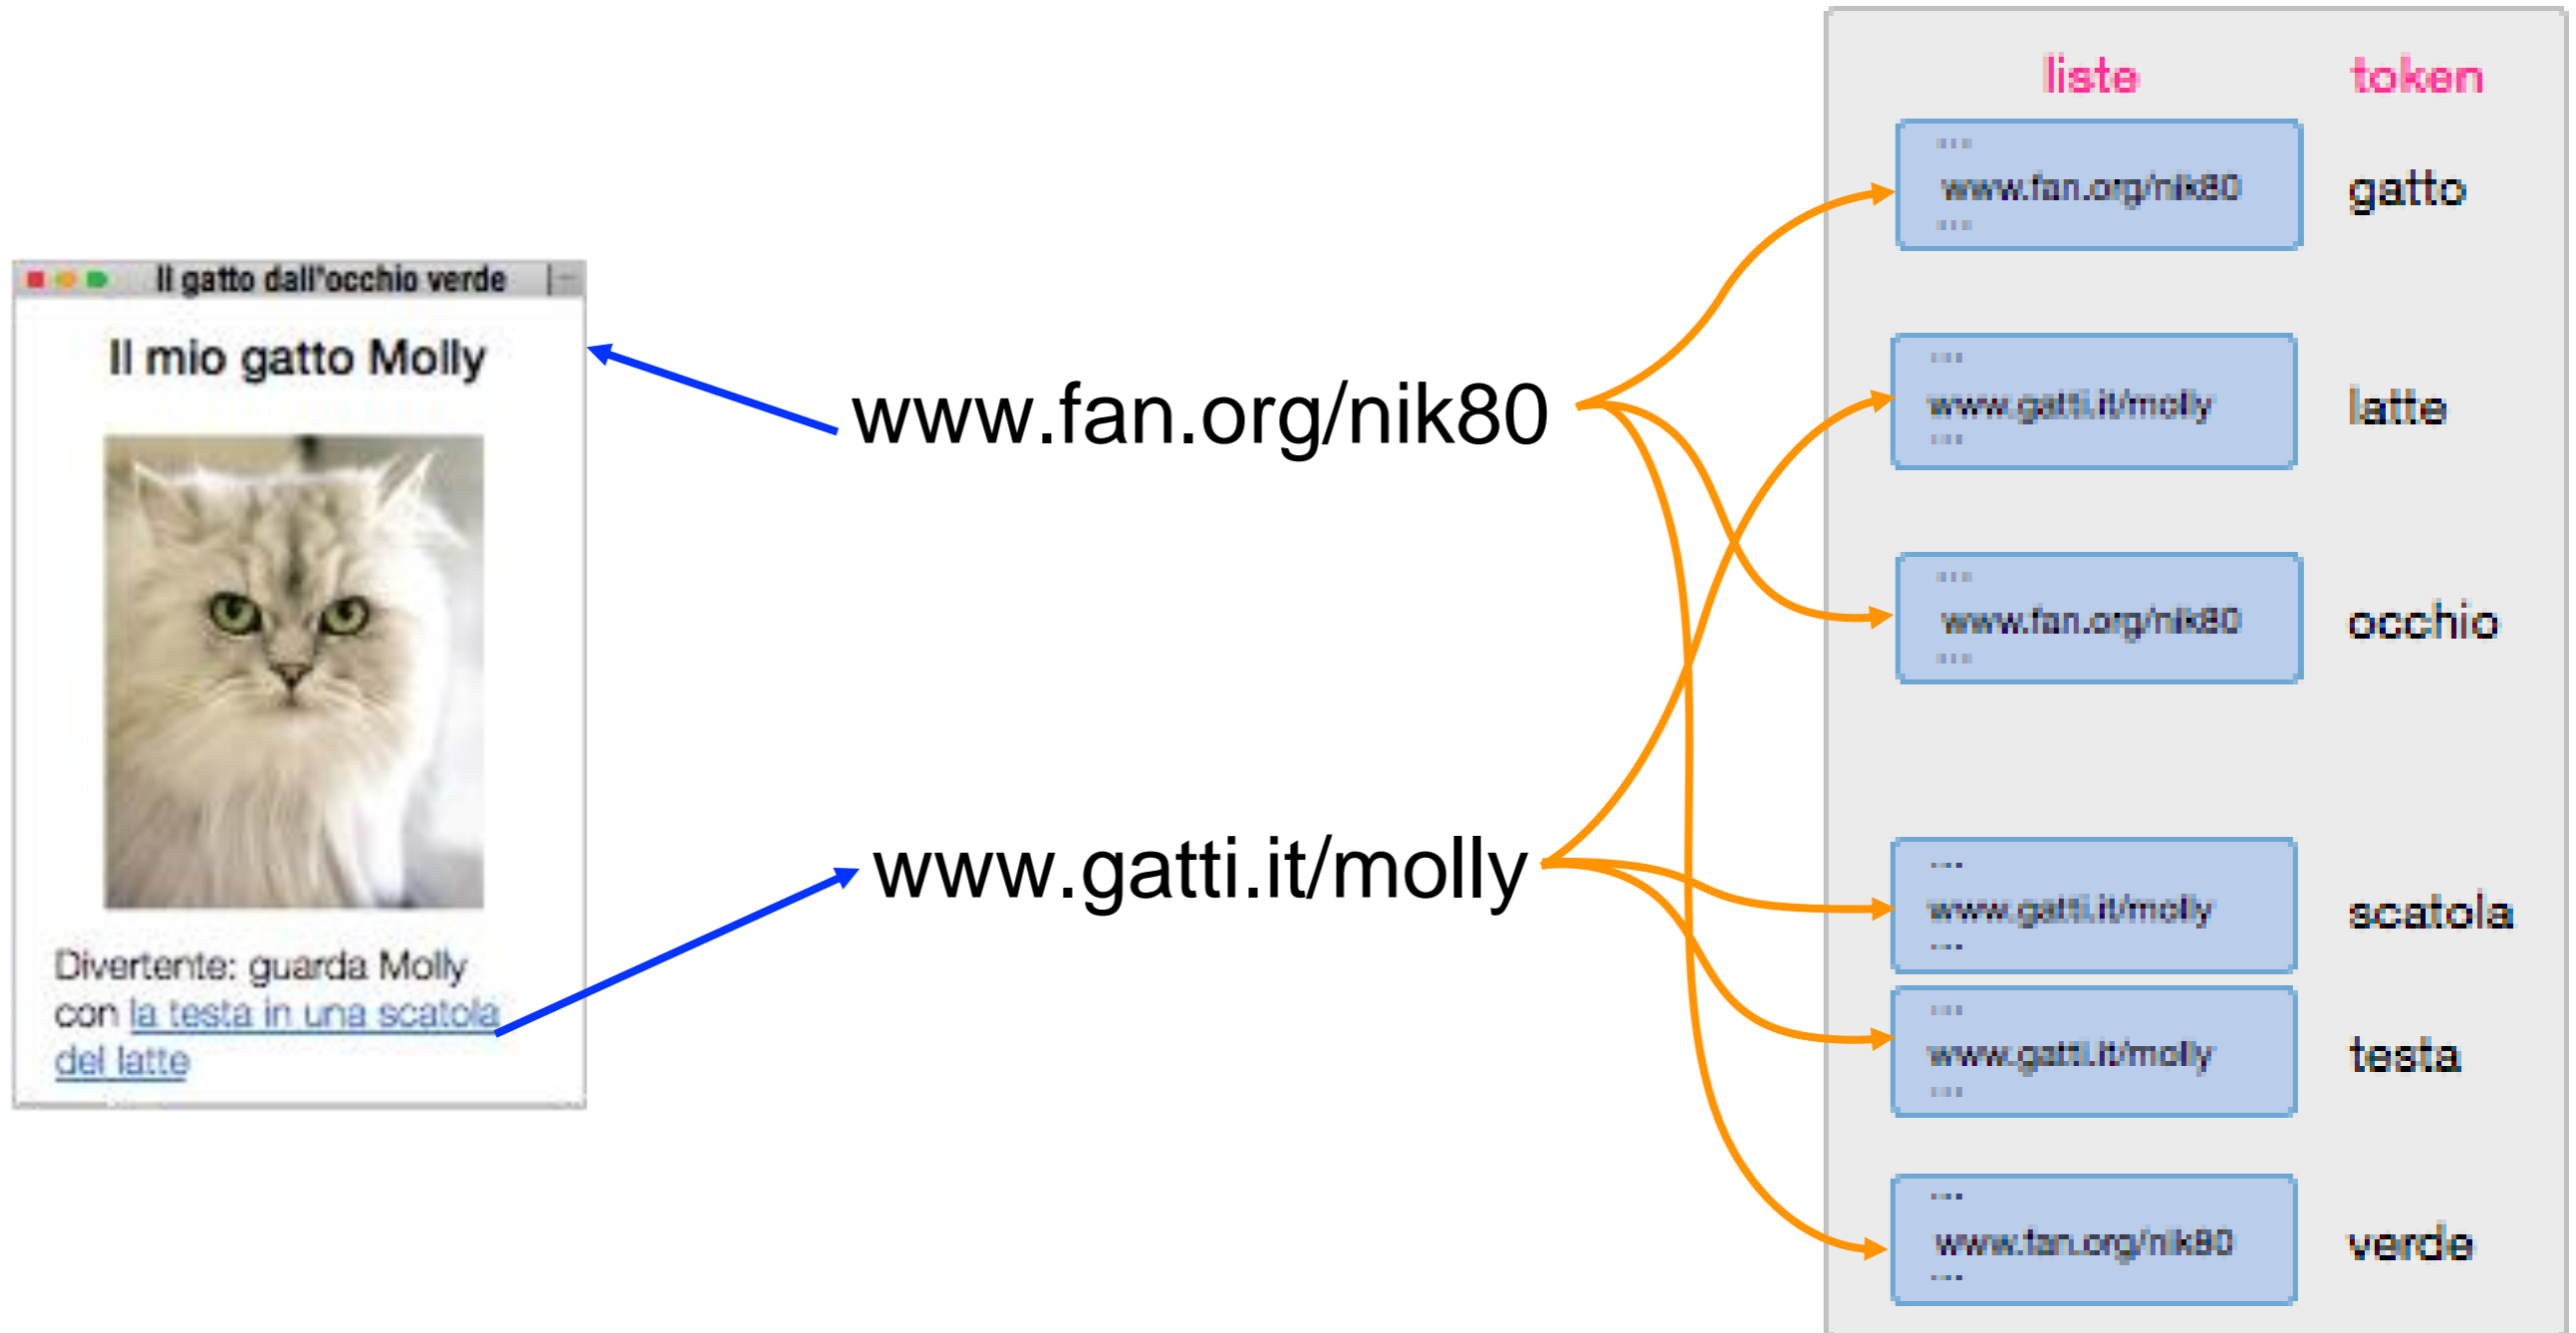 Il gatto dall'occhio verde
Il mio gatto Molly
Divertente: guarda Molly
con la testa in una scatola
del latte
www.fan.org/nik80
www.gatti.it/molly
liste token
...
www.fan.org/nik80 gatto
...
...
www.gatti.it/molly latte
...
...
www.fan.org/nik80 occhio
...
...
www.gatti.it/molly scatola
...
...
www.gatti.it/molly testa
...
...
www.fan.org/nik80 verde
...